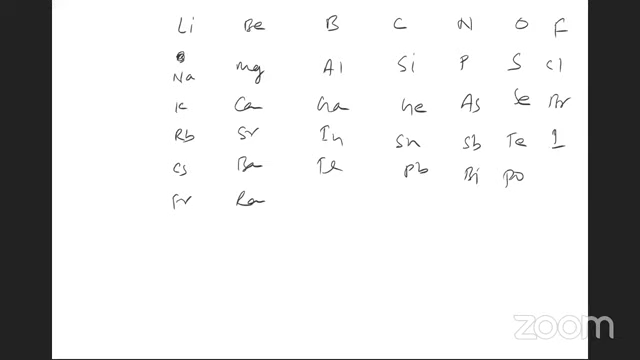 Li Be B C N O F
Na Mg Al Si P S Cl
K Ca Ga Ge As Se Br
Rb Sr In Sn Sb Te I
Cs Ba Pb Bi Po
Fr Ra
zoom